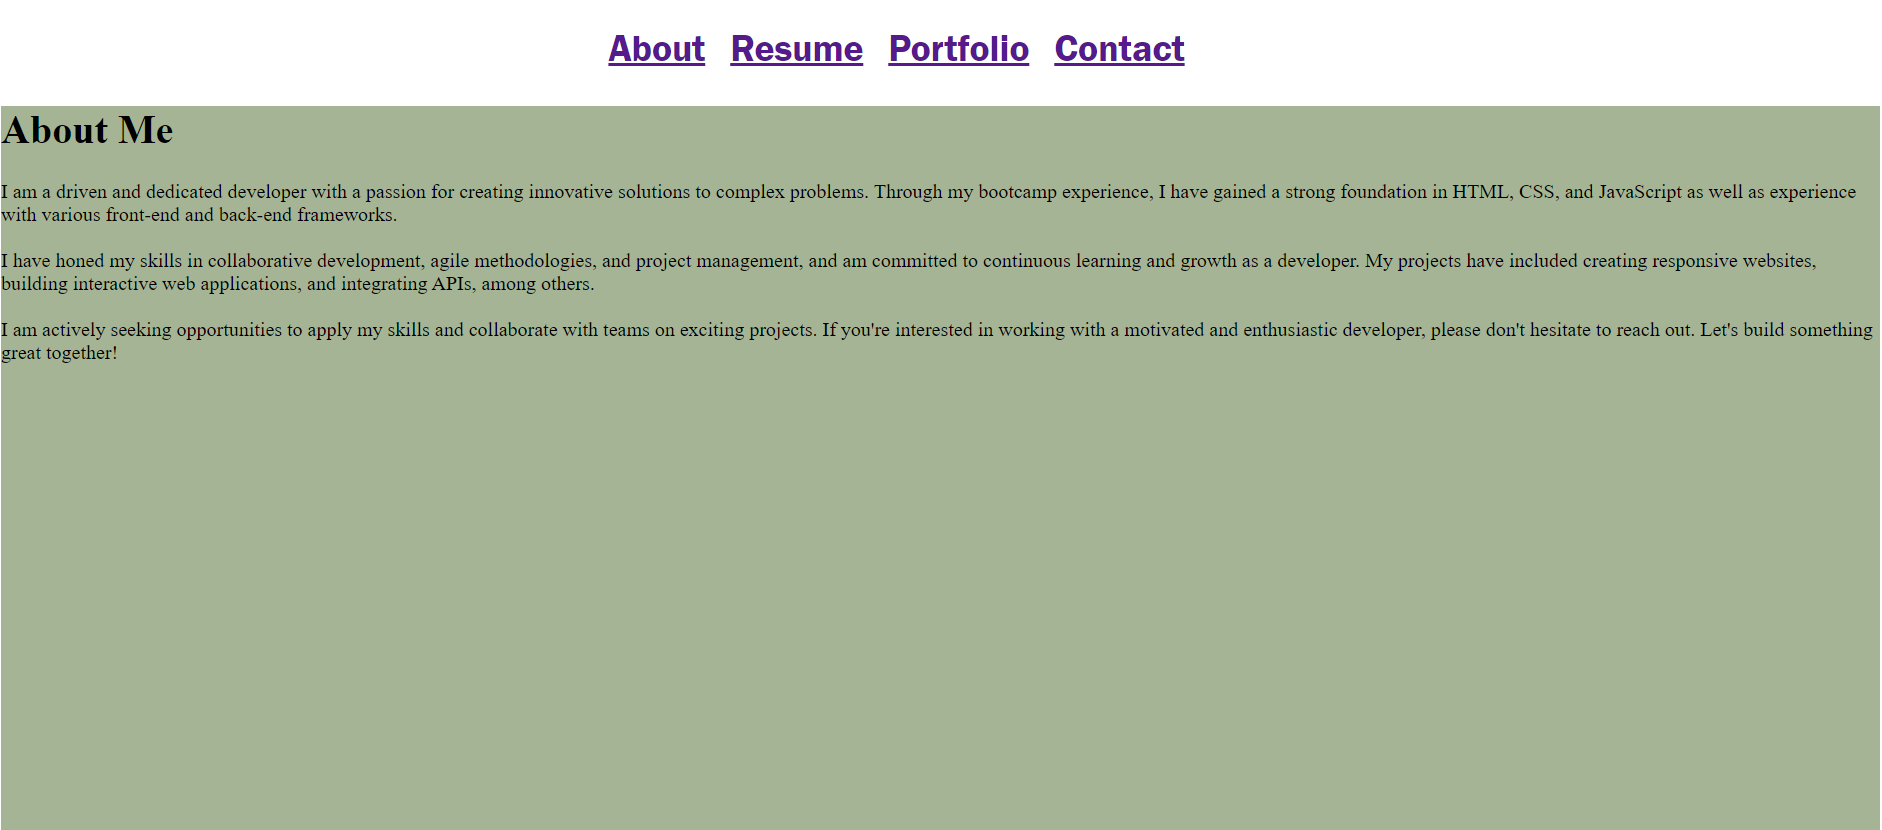 About Resume Portfolio Contact
About Me
I am a driven and dedicated developer with a passion for creating innovative solutions to complex problems. Through my bootcamp experience, I have gained a strong foundation in HTML, CSS, and JavaScript as well as experience
with various front-end and back-end frameworks.
I have honed my skills in collaborative development, agile methodologies, and project management, and am committed to continuous learning and growth as a developer. My projects have included creating responsive websites,
building interactive web applications, and integrating APIs, among others.
I am actively seeking opportunities to apply my skills and collaborate with teams on exciting projects. If you're interested in working with a motivated and enthusiastic developer, please don't hesitate to reach out. Let's build something
great together!